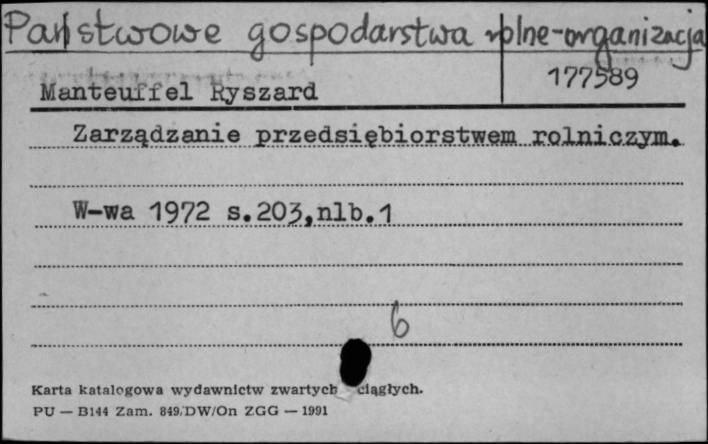 Państwowe gospodarstwa rolne-organizacja
177589
Manteuffel Ryszard
Zarządzanie przedsiębiorstwem rolniczym.
W-wa 1972 s.203,nlb.1
6
Karta katalogowa wydawnictw zwartych ciągłych.
PU — B144 Zam. 849/DW/On ZGG — 1991